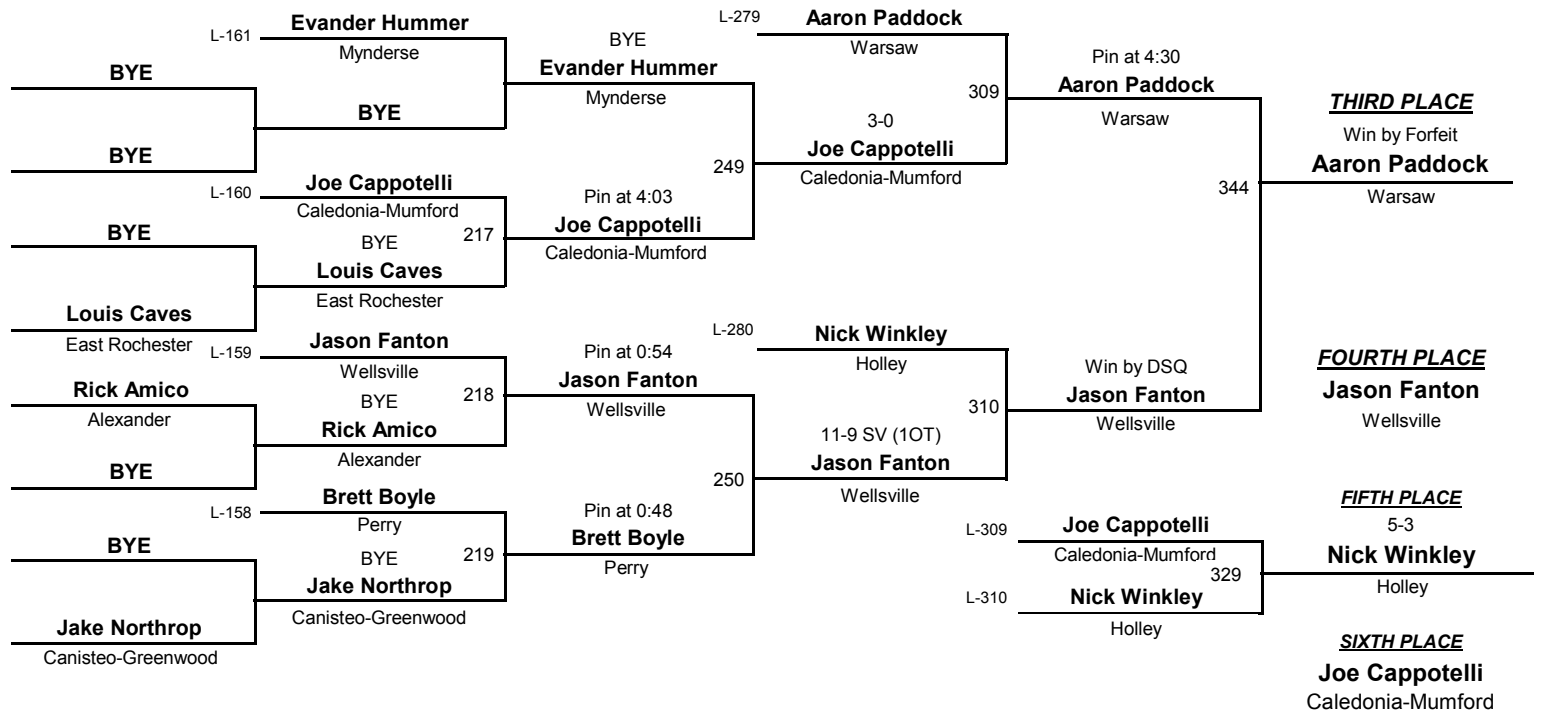 BYE
BYE
BYE
Louis Caves
East Rochester
Rick Amico
Alexander
BYE
BYE
Jake Northrop
Canisteo-Greenwood
L-161
Evander Hummer
Mynderse
BYE
L-160
Joe Cappotelli
Caledonia-Mumford
217
BYE
Louis Caves
East Rochester
L-159
Jason Fanton
Wellsville
218
BYE
Rick Amico
Alexander
L-158
Brett Boyle
Perry
219
BYE
Jake Northrop
Canisteo-Greenwood
BYE
Evander Hummer
Mynderse
249
Pin at 4:03
Joe Cappotelli
Caledonia-Mumford
Pin at 0:54
Jason Fanton
Wellsville
250
Pin at 0:48
Brett Boyle
Perry
L-279
Aaron Paddock
Warsaw
309
3-0
Joe Cappotelli
Caledonia-Mumford
L-280
Nick Winkley
Holley
310
11-9 SV (1OT)
Jason Fanton
Wellsville
Pin at 4:30
Aaron Paddock
Warsaw
344
Win by DSQ
Jason Fanton
Wellsville
L-309
Joe Cappotelli
Caledonia-Mumford
329
L-310
Nick Winkley
Holley
THIRD PLACE
Win by Forfeit
Aaron Paddock
Warsaw
FOURTH PLACE
Jason Fanton
Wellsville
FIFTH PLACE
5-3
Nick Winkley
Holley
SIXTH PLACE
Joe Cappotelli
Caledonia-Mumford